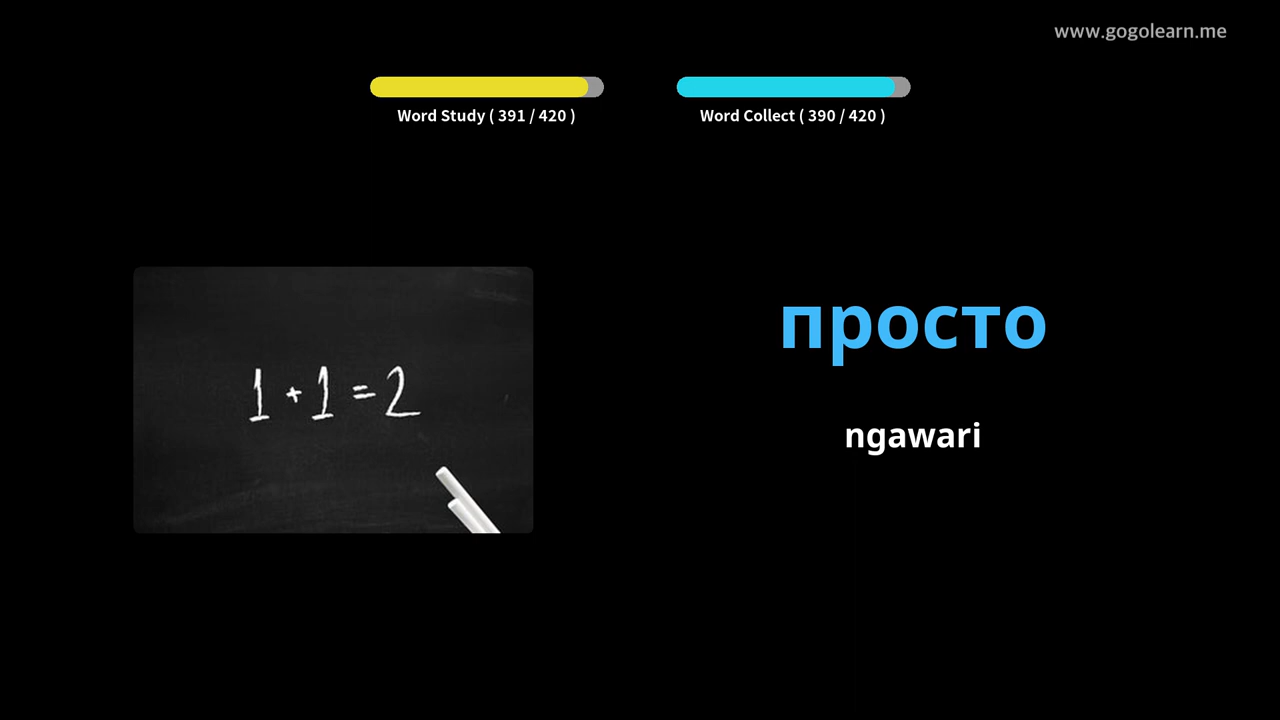 www.gogolearn.me
Word Study ( 391 / 420 )
Word Collect ( 390 / 420 )
1 + 1 = 2
просто
ngawari